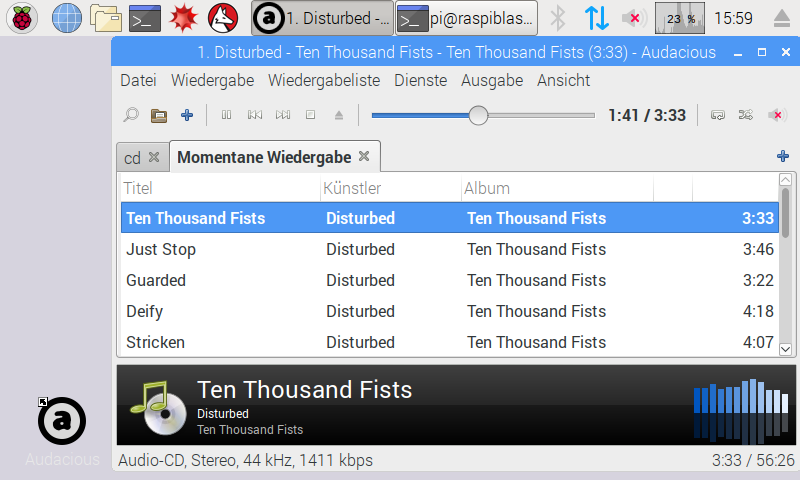 1. Disturbed -...
pi@raspiblas...
23 %
15:59
1. Disturbed - Ten Thousand Fists - Ten Thousand Fists (3:33) - Audacious
Datei Wiedergabe Wiedergabeliste Dienste Ausgabe Ansicht
1:41 / 3:33
cd Momentane Wiedergabe
Titel Künstler Album
Ten Thousand Fists Disturbed Ten Thousand Fists 3:33
Just Stop Disturbed Ten Thousand Fists 3:46
Guarded Disturbed Ten Thousand Fists 3:22
Deify Disturbed Ten Thousand Fists 4:18
Stricken Disturbed Ten Thousand Fists 4:07
Ten Thousand Fists
Disturbed
Ten Thousand Fists
Audacious
Audio-CD, Stereo, 44 kHz, 1411 kbps 3:33 / 56:26